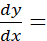 dy/dx =